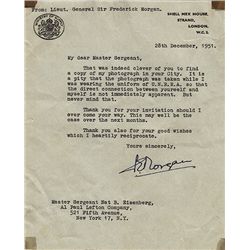 From: Lieut. General Sir Frederick Morgan.
SHELL MEX HOUSE,
STRAND,
LONDON,
W.C.2.
28th December, 1951.
My dear Master Sergeant,
That was indeed clever of you to find
a copy of my photograph in your City. It is
a pity that the photograph was taken while I
was wearing the uniform of U.N.R.R.A. so that
the direct connection between yourself and
myself is not immediately apparent. But
never mind that.
Thank you for your invitation should I
ever come your way. This may well be the
case over the next months.
Thank you also for your good wishes
which I heartily reciprocate.
Yours sincerely,
Morgan
Master Sergeant Nat B. Eisenberg,
Al Paul Lefton Company,
521 Fifth Avenue,
New York 17, N.Y.